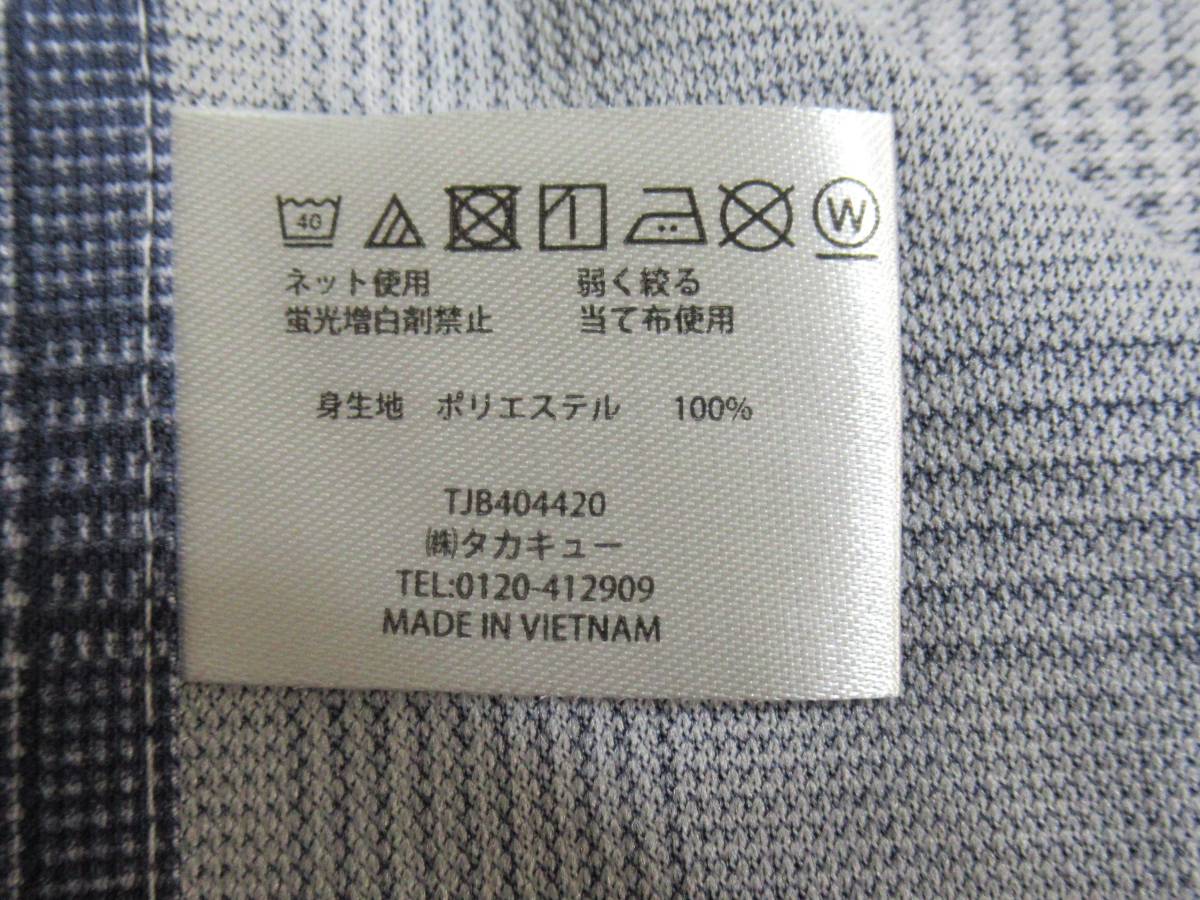 40 W
ネット使用 弱く絞る
蛍光増白剤禁止 当て布使用
身生地 ポリエステル 100%
TJB404420
㈱タカキュー
TEL:0120-412909
MADE IN VIETNAM